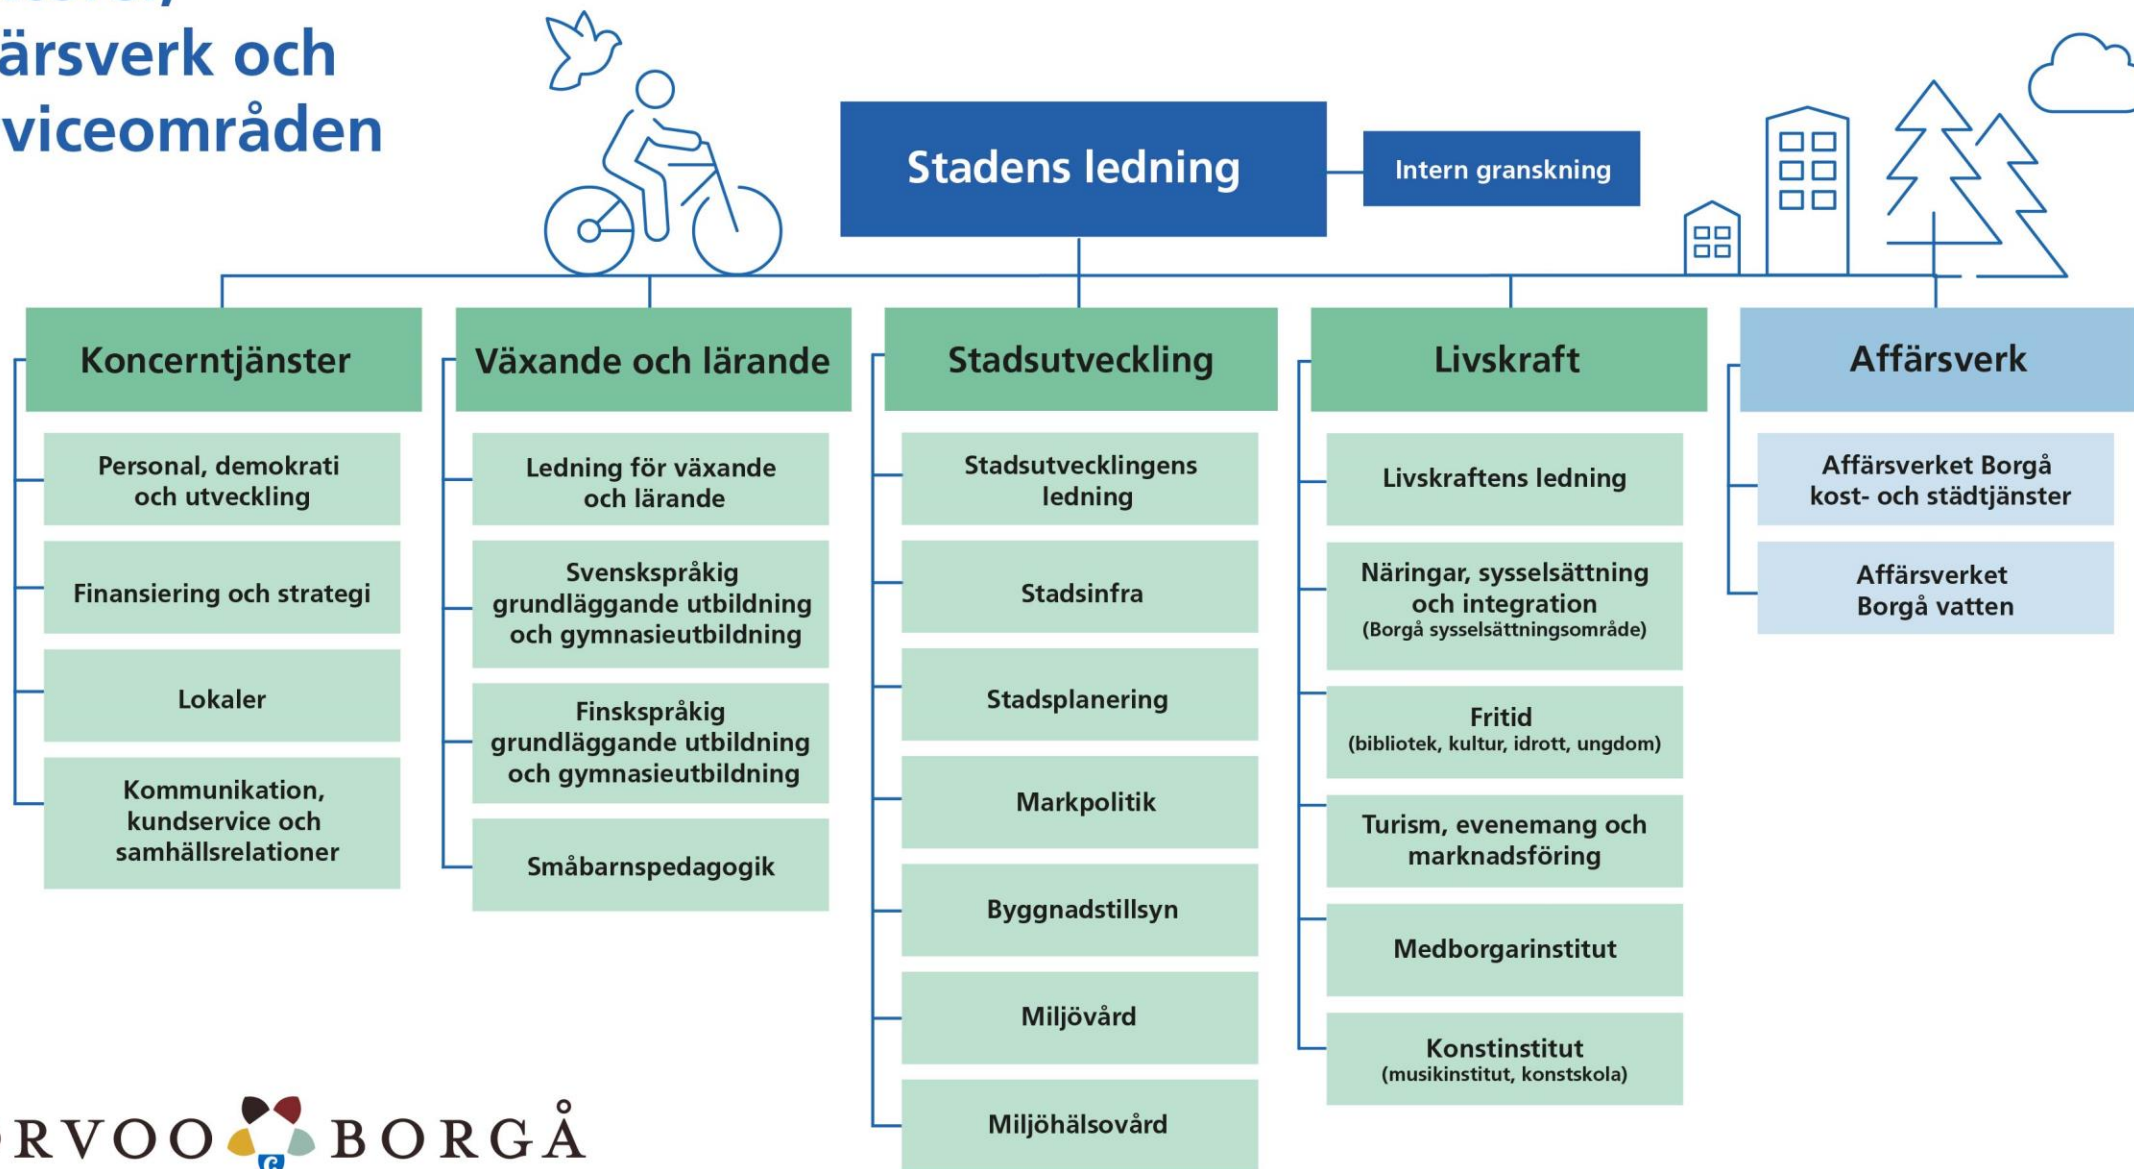 ärsverk och
viceområden
Stadens ledning
Intern granskning
Koncerntjänster
Personal, demokrati
och utveckling
Finansiering och strategi
Lokaler
Kommunikation,
kundservice och
samhällsrelationer
Växande och lärande
Ledning för växande
och lärande
Svenskspråkig
grundläggande utbildning
och gymnasieutbildning
Finskspråkig
grundläggande utbildning
och gymnasieutbildning
Småbarnspedagogik
Stadsutveckling
Stadsutvecklingens
ledning
Stadsinfra
Stadsplanering
Markpolitik
Byggnadstillsyn
Miljövård
Miljöhälsovård
Livskraft
Livskraftens ledning
Näringar, sysselsättning
och integration
(Borgå sysselsättningsområde)
Fritid
(bibliotek, kultur, idrott, ungdom)
Turism, evenemang och
marknadsföring
Medborgarinstitut
Konstinstitut
(musikinstitut, konstskola)
Affärsverk
Affärsverket Borgå
kost- och städtjänster
Affärsverket
Borgå vatten
ORVOO BORGÅ